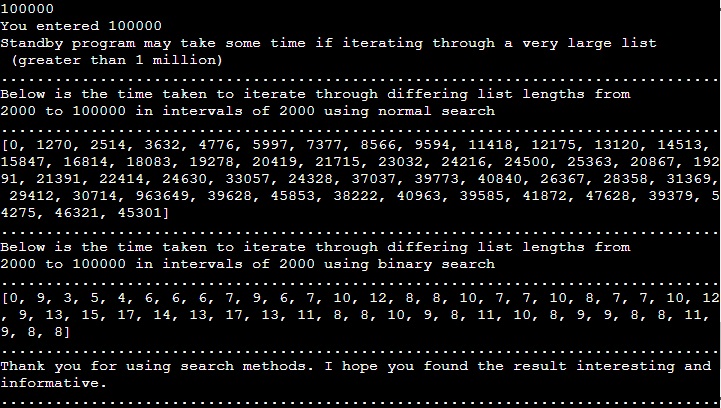 100000
You entered 100000
Standby program may take some time if iterating through a very large list
 (greater than 1 million)
................................................................................
Below is the time taken to iterate through differing list lengths from
2000 to 100000 in intervals of 2000 using normal search
................................................................................
[0, 1270, 2514, 3632, 4776, 5997, 7377, 8566, 9594, 11418, 12175, 13120, 14513,
15847, 16814, 18083, 19278, 20419, 21715, 23032, 24216, 24500, 25363, 20867, 192
91, 21391, 22414, 24630, 33057, 24328, 37037, 39773, 40840, 26367, 28358, 31369,
 29412, 30714, 963649, 39628, 45853, 38222, 40963, 39585, 41872, 47628, 39379, 5
4275, 46321, 45301]
................................................................................
Below is the time taken to iterate through differing list lengths from
2000 to 100000 in intervals of 2000 using binary search
................................................................................
[0, 9, 3, 5, 4, 6, 6, 6, 7, 9, 6, 7, 10, 12, 8, 8, 10, 7, 7, 10, 8, 7, 7, 10, 12
, 9, 13, 15, 17, 14, 13, 17, 13, 11, 8, 8, 10, 9, 8, 11, 10, 8, 9, 9, 8, 8, 11,
9, 8, 8]
................................................................................
Thank you for using search methods. I hope you found the result interesting and
informative.
................................................................................